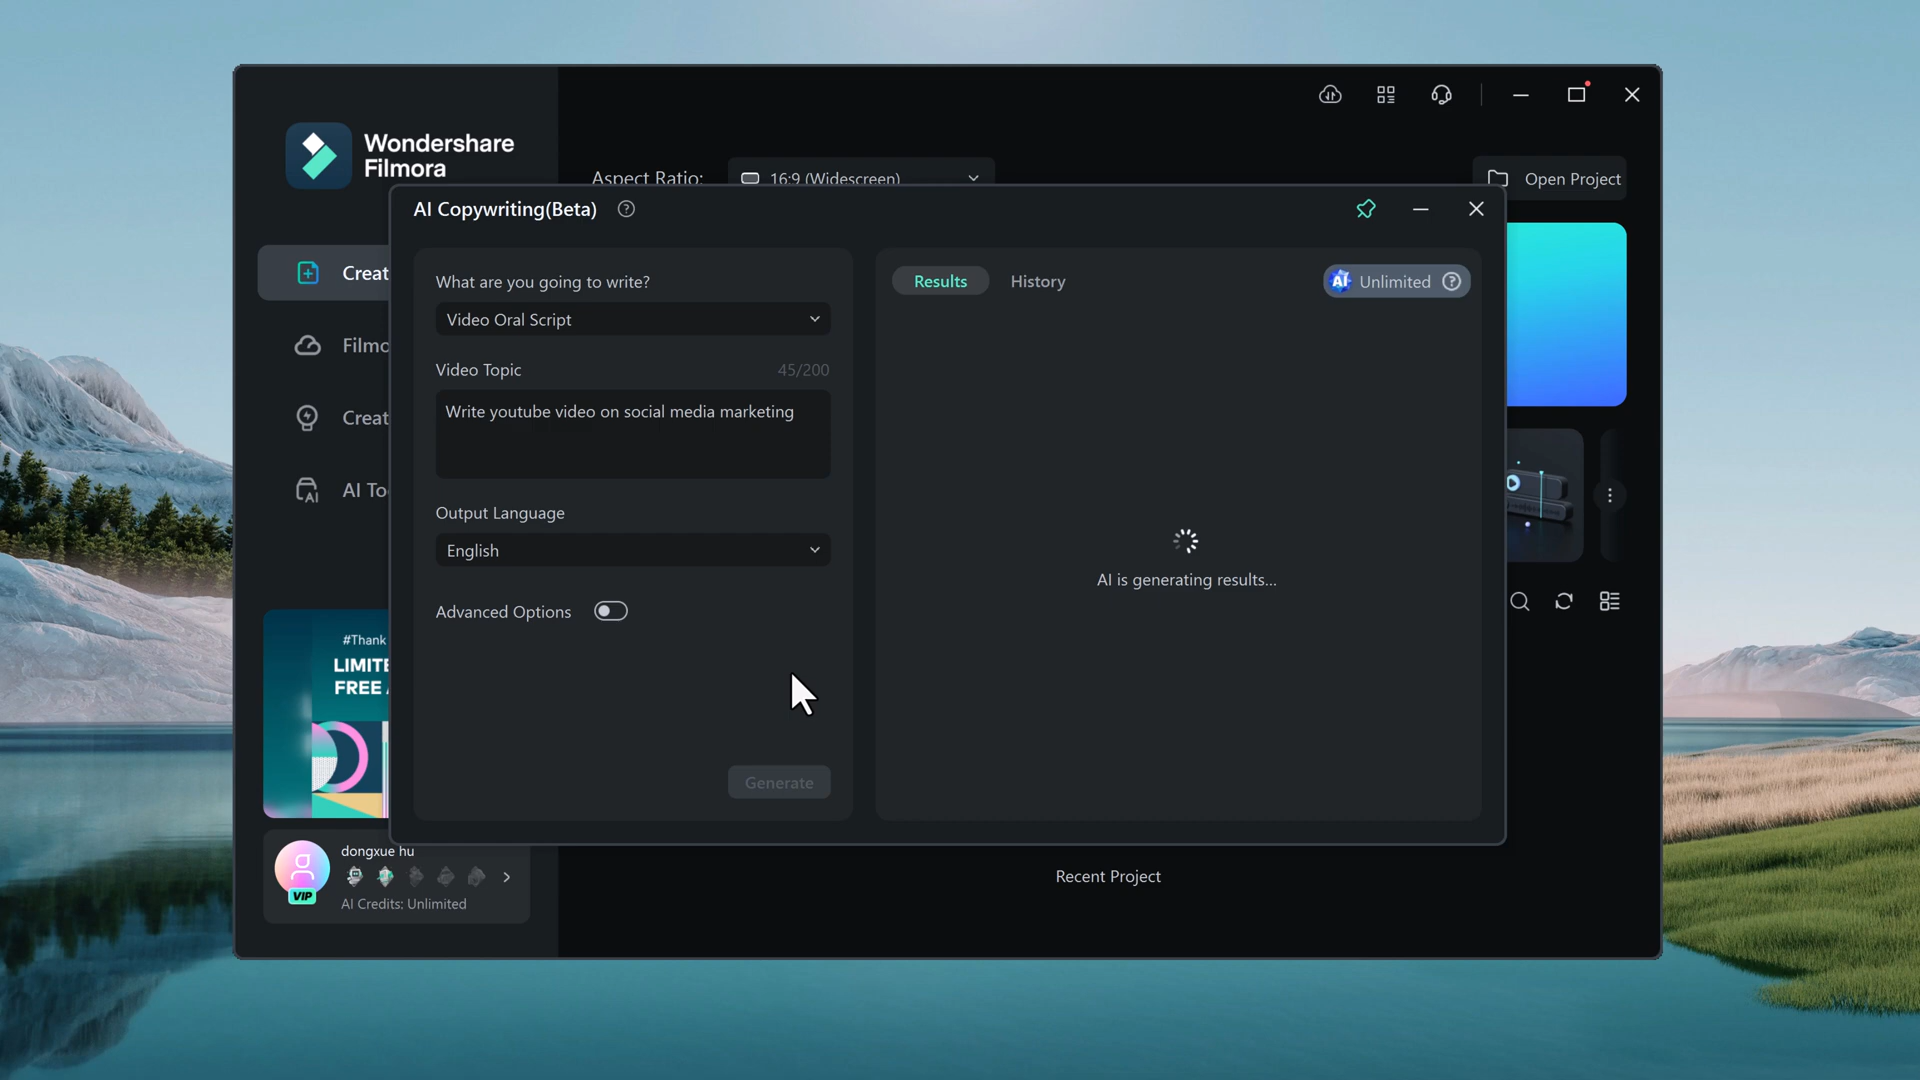 Wondershare
Filmora
Aspect Ratio:
16:9 (Widescreen)
Open Project
AI Copywriting(Beta)
Creat
Filmo
Creat
AI To
What are you going to write?
Video Oral Script
Video Topic
45/200
Write youtube video on social media marketing
Output Language
English
Advanced Options
Generate
Results
History
AI
Unlimited
AI is generating results...
#Thank
LIMITE
FREE
dongxue hu
VIP
AI Credits: Unlimited
Recent Project